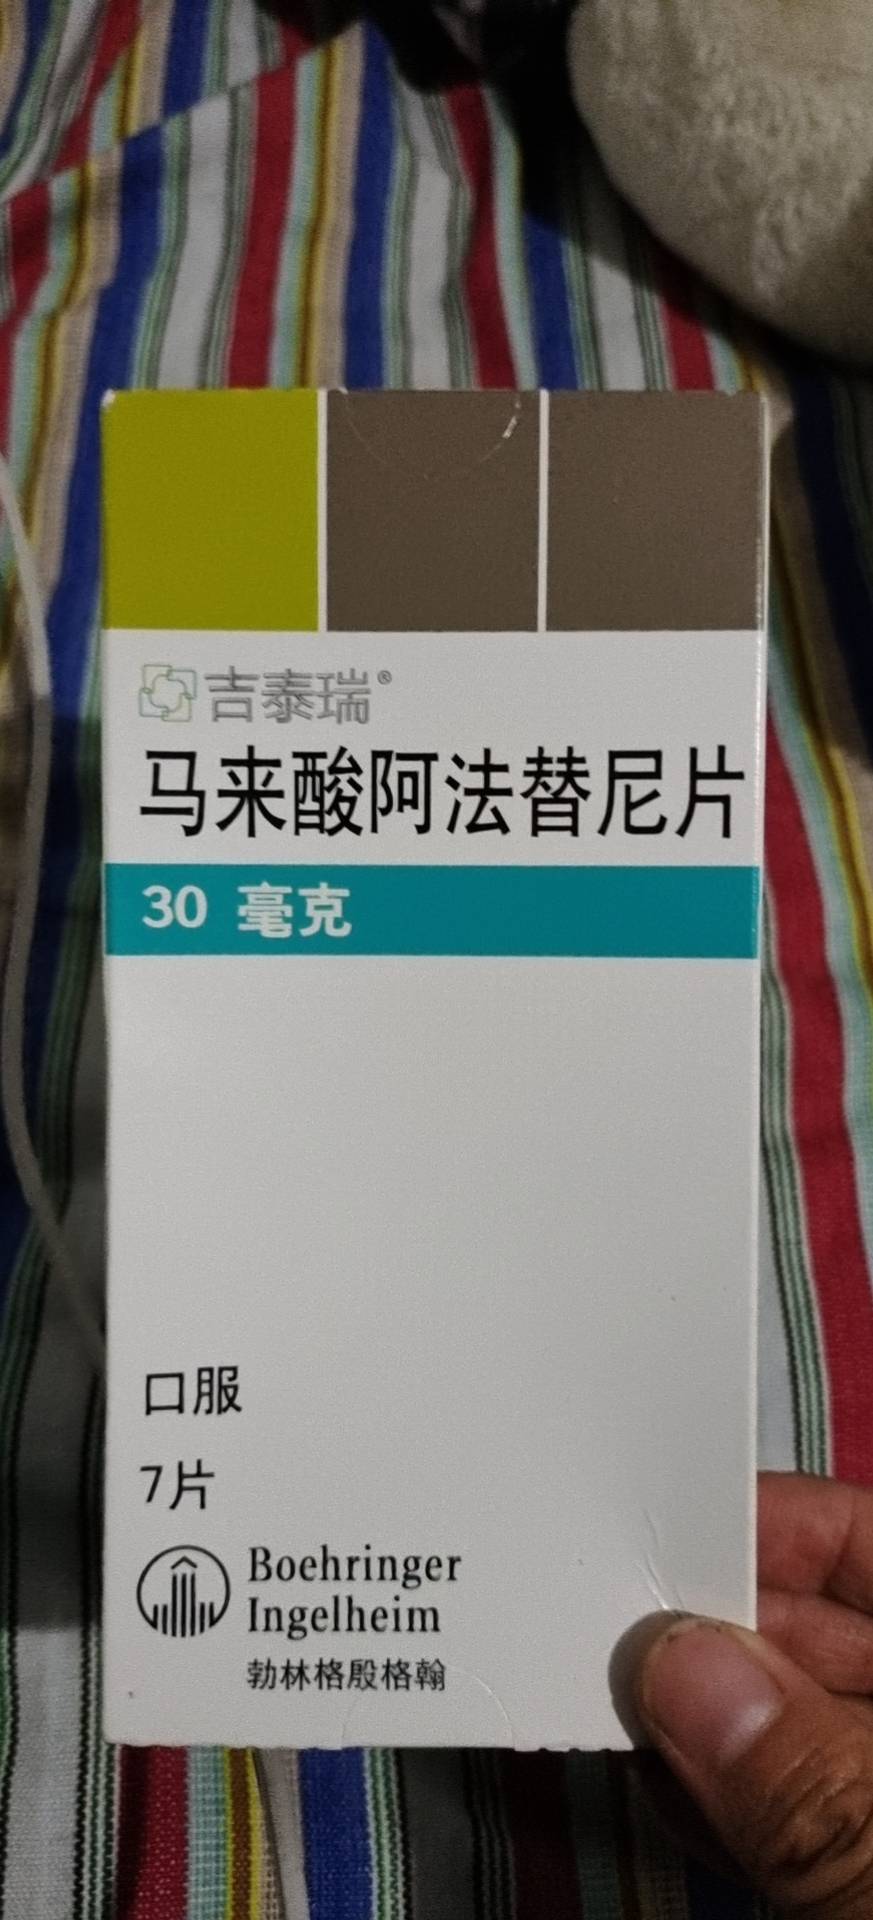 吉泰瑞®
马来酸阿法替尼片
30 毫克
口服
7片
Boehringer
Ingelheim
勃林格殷格翰